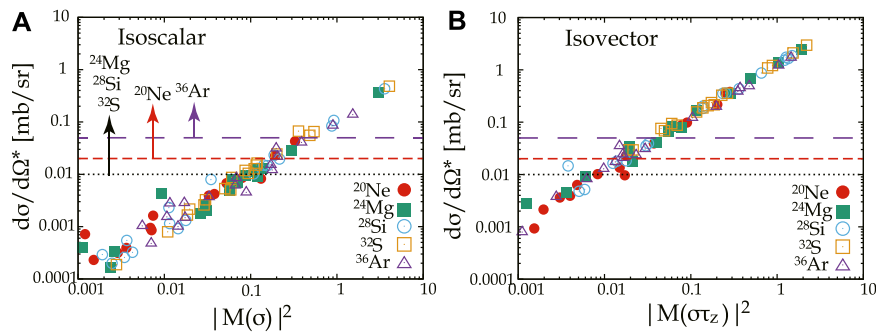 A
Isoscalar
²⁴Mg
²⁸Si
³²S
²⁰Ne
³⁶Ar
dσ/dΩ* [mb/sr]
10
1
0.1
0.01
0.001
0.0001
0.001
0.01
0.1
1
10
|M(σ)|²
²⁰Ne
²⁴Mg
²⁸Si
³²S
³⁶Ar
B
Isovector
dσ/dΩ* [mb/sr]
10
1
0.1
0.01
0.001
0.0001
0.001
0.01
0.1
1
10
|M(στz)|²
²⁰Ne
²⁴Mg
²⁸Si
³²S
³⁶Ar